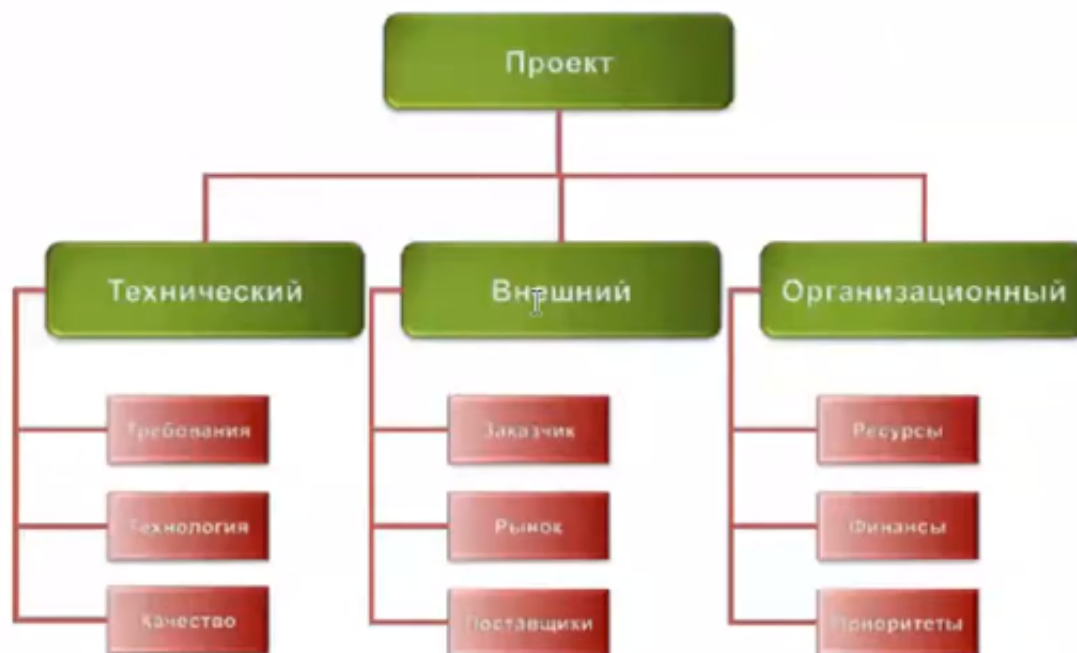 Проект
Технический
Внешний
Организационный
Требования
Заказчик
Ресурсы
Технология
Рынок
Финансы
Качество
Поставщики
Приоритеты